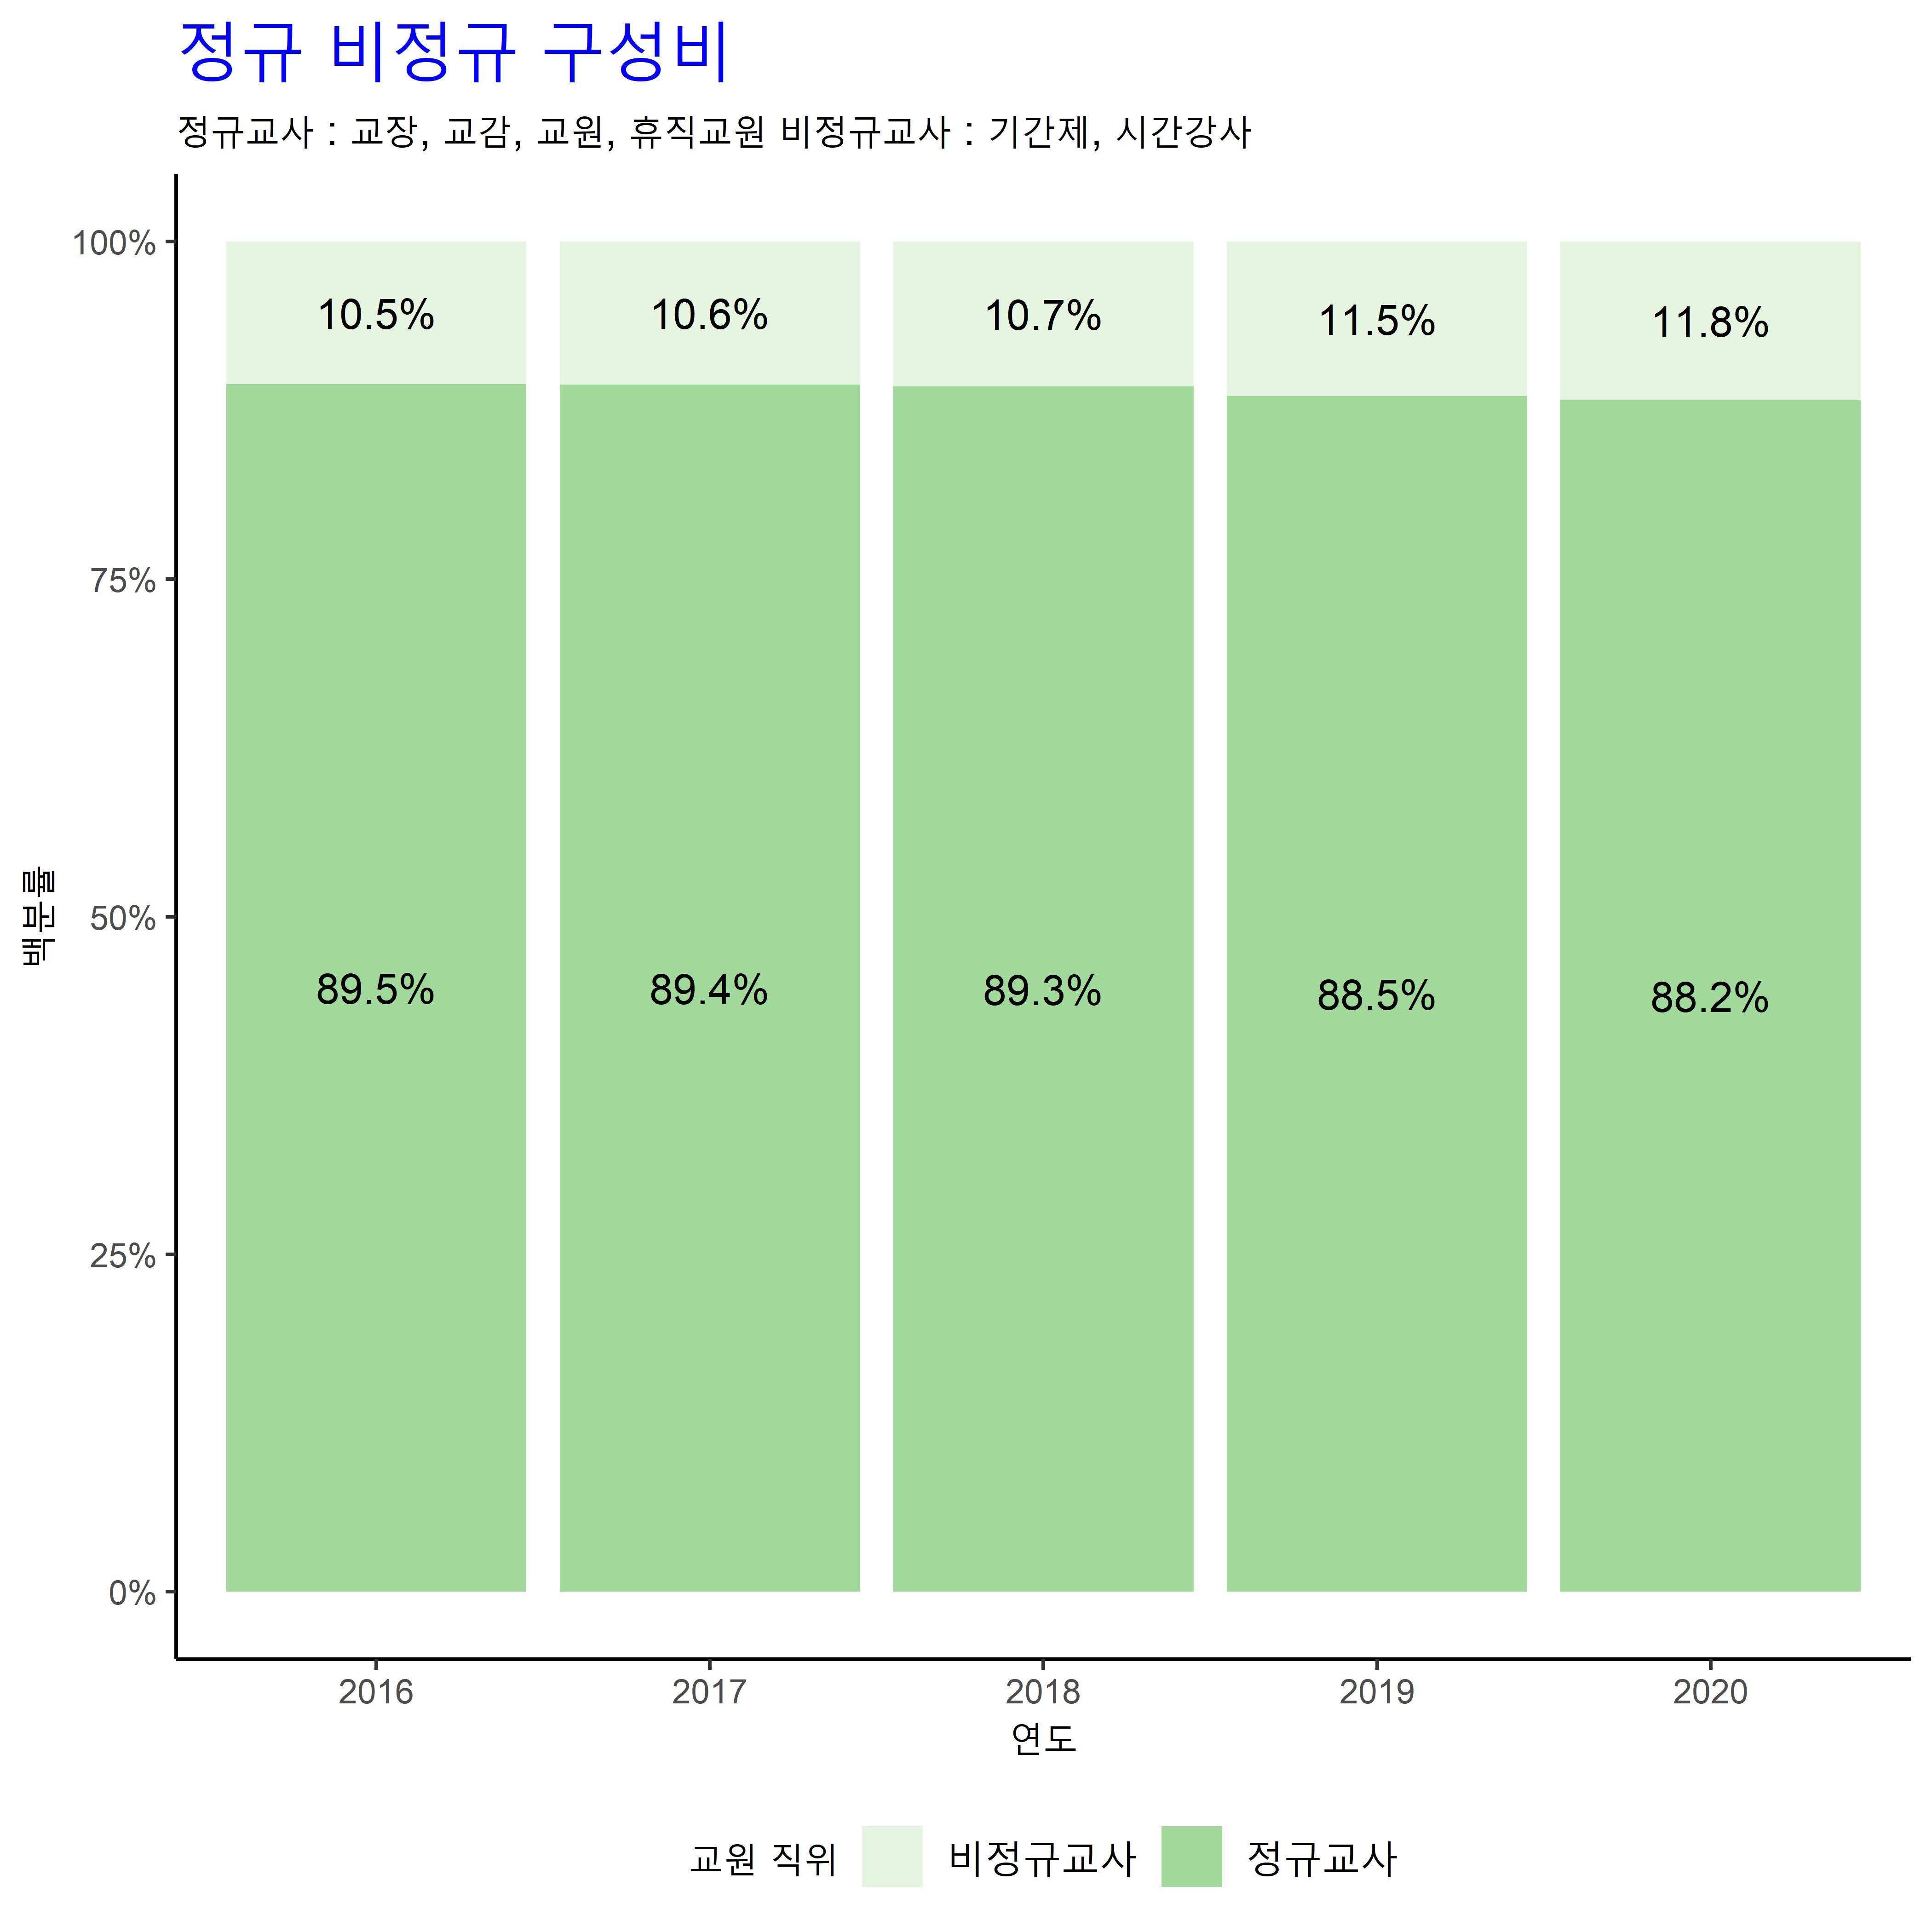 정규 비정규 구성비
정규교사 : 교장, 교감, 교원, 휴직교원 비정규교사 : 기간제, 시간강사
백분률
100%
75%
50%
25%
0%
10.5% 10.6% 10.7% 11.5% 11.8%
89.5% 89.4% 89.3% 88.5% 88.2%
2016 2017 2018 2019 2020
연도
교원 직위 비정규교사 정규교사